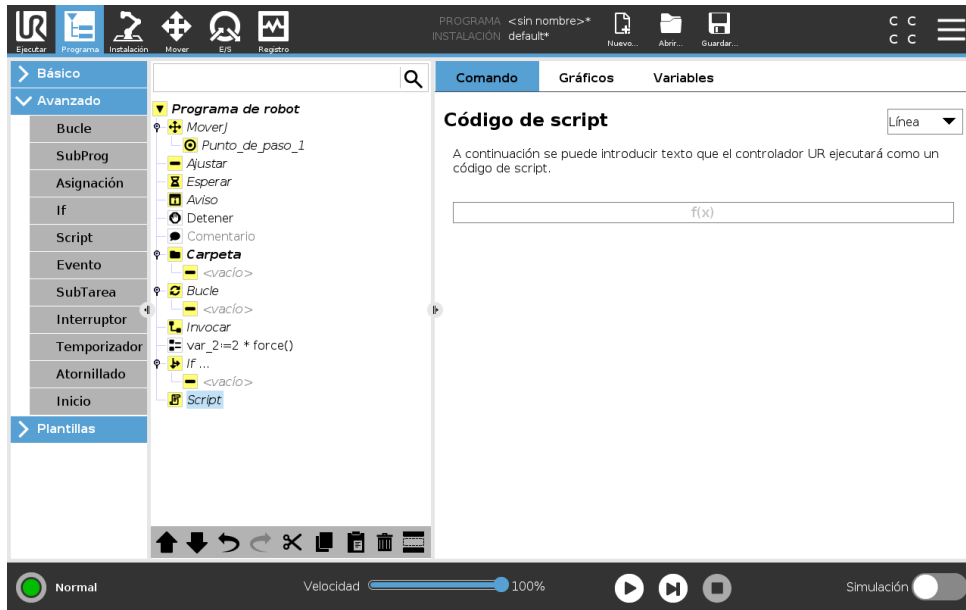 PROGRAMA <sin nombre>*
INSTALACIÓN default*
Ejecutar
Programa
Instalación
Mover
E/S
Registro
Nuevo...
Abrir...
Guardar...
C C
C C
Básico
Avanzado
Bucle
SubProg
Asignación
If
Script
Evento
SubTarea
Interruptor
Temporizador
Atornillado
Inicio
Plantillas
Programa de robot
MoverJ
Punto_de_paso_1
Ajustar
Esperar
Aviso
Detener
Comentario
Carpeta
<vacío>
Bucle
<vacío>
Invocar
var_2:=2 * force()
If ...
<vacío>
Script
Comando
Gráficos
Variables
Código de script
Línea
A continuación se puede introducir texto que el controlador UR ejecutará como un
código de script.
f(x)
Normal
Velocidad
100%
Simulación